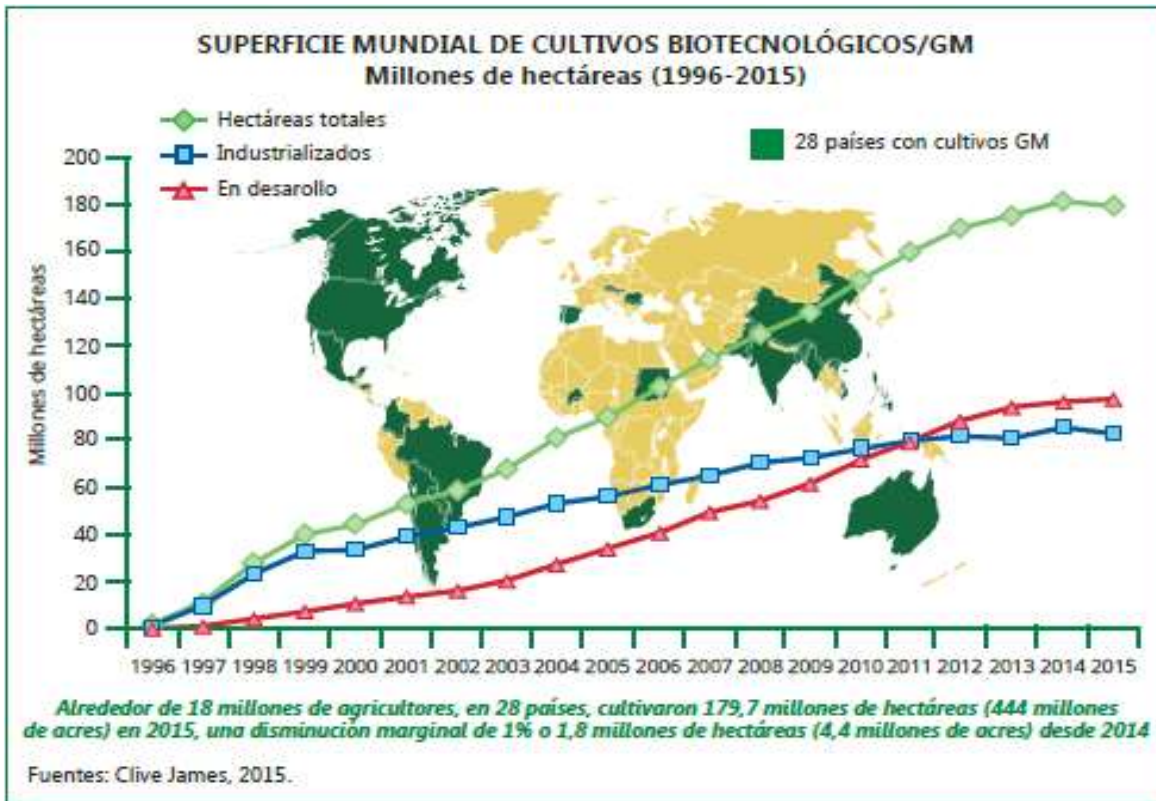 SUPERFICIE MUNDIAL DE CULTIVOS BIOTECNOLÓGICOS/GM
Millones de hectáreas (1996-2015)
Hectáreas totales
Industrializados
En desarollo
28 países con cultivos GM
Millones de hectáreas
200
180
160
140
120
100
80
60
40
20
0
1996 1997 1998 1999 2000 2001 2002 2003 2004 2005 2006 2007 2008 2009 2010 2011 2012 2013 2014 2015
Alrededor de 18 millones de agricultores, en 28 países, cultivaron 179,7 millones de hectáreas (444 millones
de acres) en 2015, una disminución marginal de 1% o 1,8 millones de hectáreas (4,4 millones de acres) desde 2014
Fuentes: Clive James, 2015.